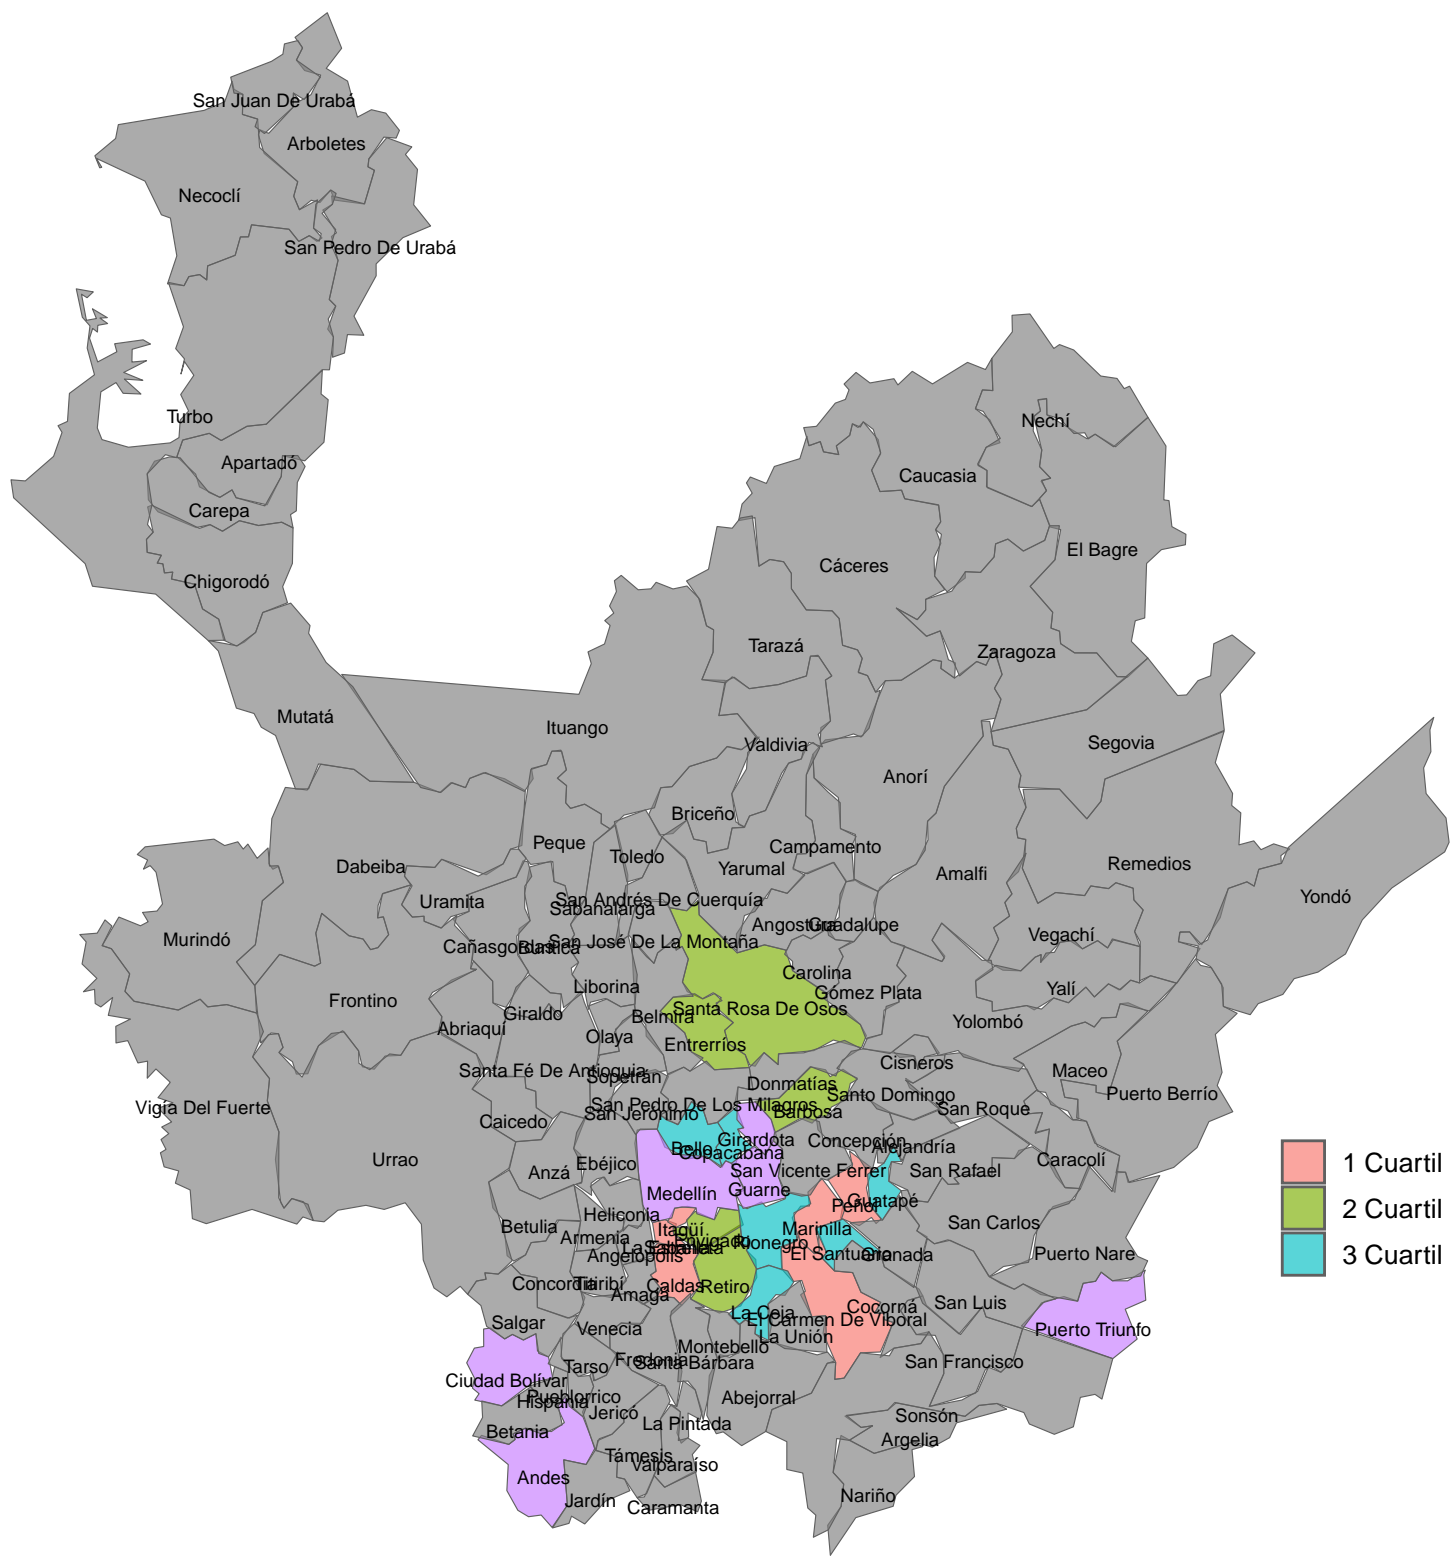 San Juan De Urabá
Arboletes
Necoclí
San Pedro De Urabá
Turbo
Apartadó
Carepa
Chigorodó
Mutatá
Nechí
Caucasia
El Bagre
Cáceres
Tarazá
Zaragoza
Ituango
Valdivia
Segovia
Anorí
Briceño
Peque
Toledo
Campamento
Dabeiba
Yarumal
Amalfi
Remedios
Yondó
Uramita
San Andrés De Cuerquía
Sabanalarga
Angostura
Guadalupe
Murindó
Cañasgordas
Buriticá
San José De La Montaña
Vegachí
Carolina
Liborina
Gómez Plata
Yalí
Frontino
Giraldo
Belmira
Santa Rosa De Osos
Abriaquí
Olaya
Entrerríos
Yolombó
Cisneros
Santa Fé De Antioquia
Sopetrán
Maceo
Donmatías
Santo Domingo
Puerto Berrío
Vigía Del Fuerte
San Pedro De Los Milagros
San Jerónimo
Barbosa
San Roque
Caicedo
Girardota
Concepción
Alejandría
Bello
Copacabana
Urrao
Anzá
Ebéjico
San Vicente Ferrer
San Rafael
Caracolí
1 Cuartil
Medellín
Guarne
Guatapé
Peñol
2 Cuartil
Heliconia
Betulia
Itagüí
Marinilla
San Carlos
Armenia
La Estrella
Sabaneta
Envigado
Rionegro
3 Cuartil
Angelópolis
El Santuario
Granada
Puerto Nare
Concordia
Titiribí
Amagá
Caldas
Retiro
San Luis
La Ceja
Cocorná
El Carmen De Viboral
Salgar
Venecia
La Unión
Puerto Triunfo
Montebello
Tarso
Fredonia
Santa Bárbara
San Francisco
Ciudad Bolívar
Pueblorrico
Hispania
Jericó
Abejorral
Betania
La Pintada
Sonsón
Argelia
Támesis
Valparaíso
Andes
Jardín
Caramanta
Nariño